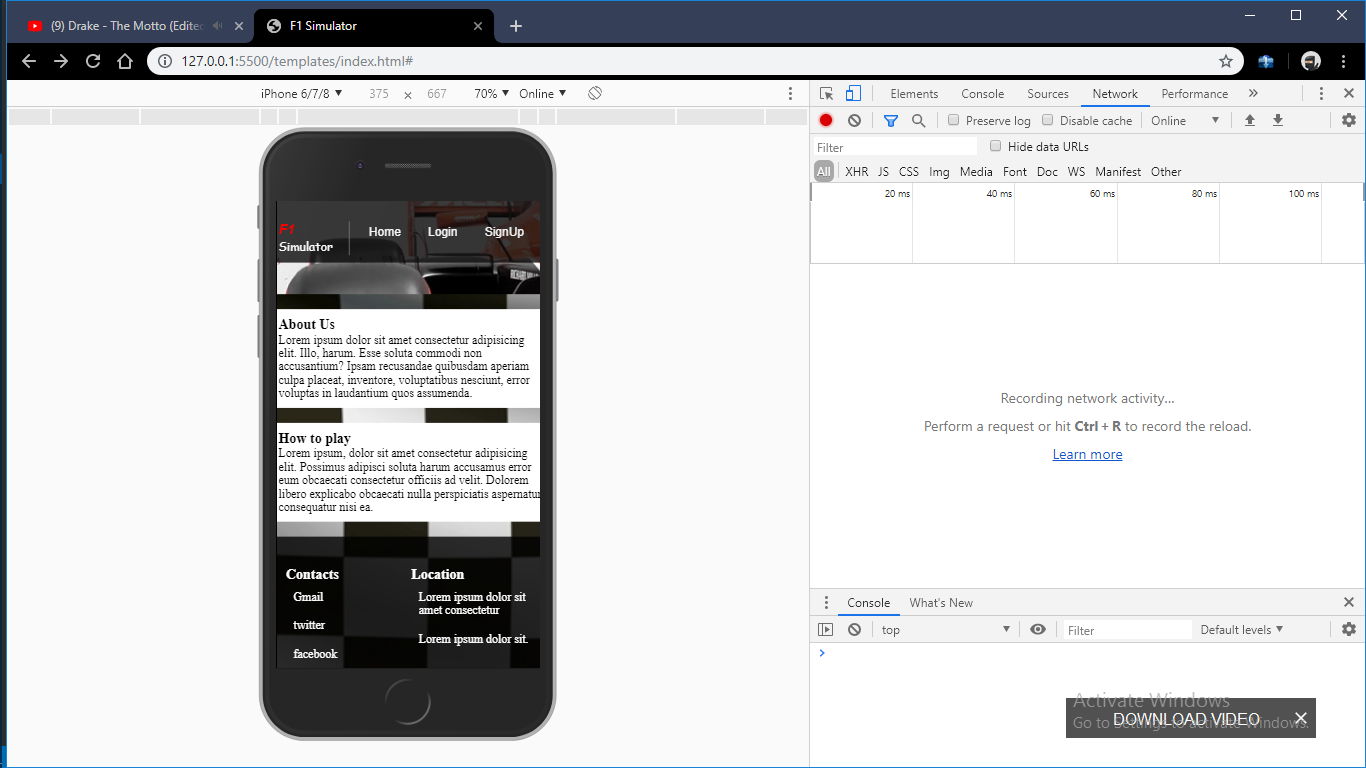 (9) Drake - The Motto (Edited
F1 Simulator
127.0.0.1:5500/templates/index.html#
iPhone 6/7/8 ▼ 375 × 667 70% ▼ Online ▼
Elements Console Sources Network Performance »
Preserve log Disable cache Online ▼
Filter Hide data URLs
All XHR JS CSS Img Media Font Doc WS Manifest Other
20 ms 40 ms 60 ms 80 ms 100 ms
F1
Simulator
Home Login SignUp
About Us
Lorem ipsum dolor sit amet consectetur adipisicing
elit. Illo, harum. Esse soluta commodi non
accusantium? Ipsam recusandae quibusdam aperiam
culpa placeat, inventore, voluptatibus nesciunt, error
voluptas in laudantium quos assumenda.
How to play
Lorem ipsum, dolor sit amet consectetur adipisicing
elit. Possimus adipisci soluta harum accusamus error
eum obcaecati consectetur officiis ad velit. Dolorem
libero explicabo obcaecati nulla perspiciatis aspernatur
consequatur nisi ea.
Contacts
Gmail
twitter
facebook
Location
Lorem ipsum dolor sit
amet consectetur
Lorem ipsum dolor sit.
Recording network activity...
Perform a request or hit Ctrl + R to record the reload.
Learn more
Console What's New
top ▼ Filter Default levels ▼
Activate Windows
Go to Settings to activate Windows.
DOWNLOAD VIDEO